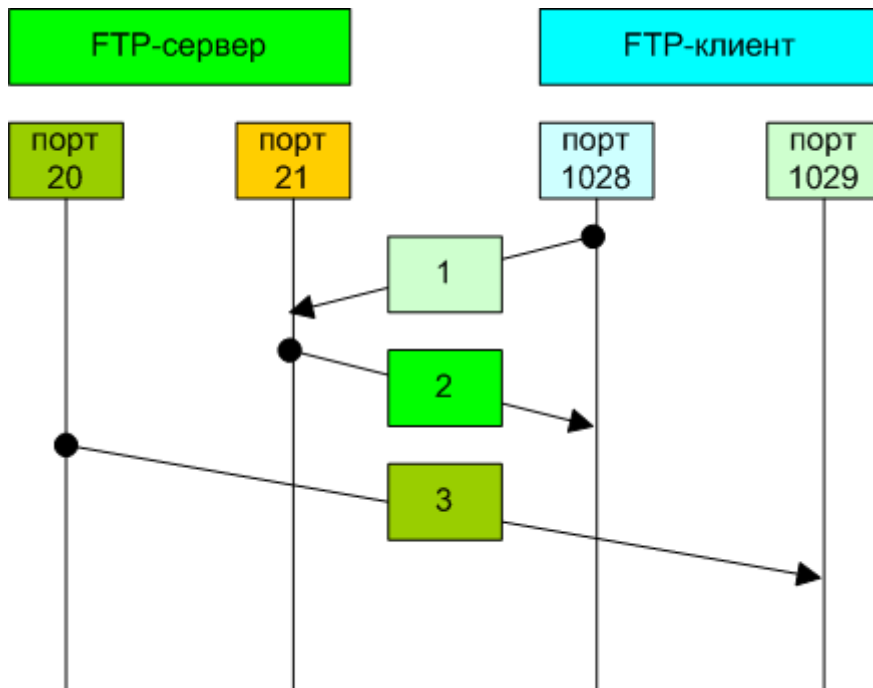 FTP-сервер
FTP-клиент
порт
20
порт
21
порт
1028
порт
1029
1
2
3